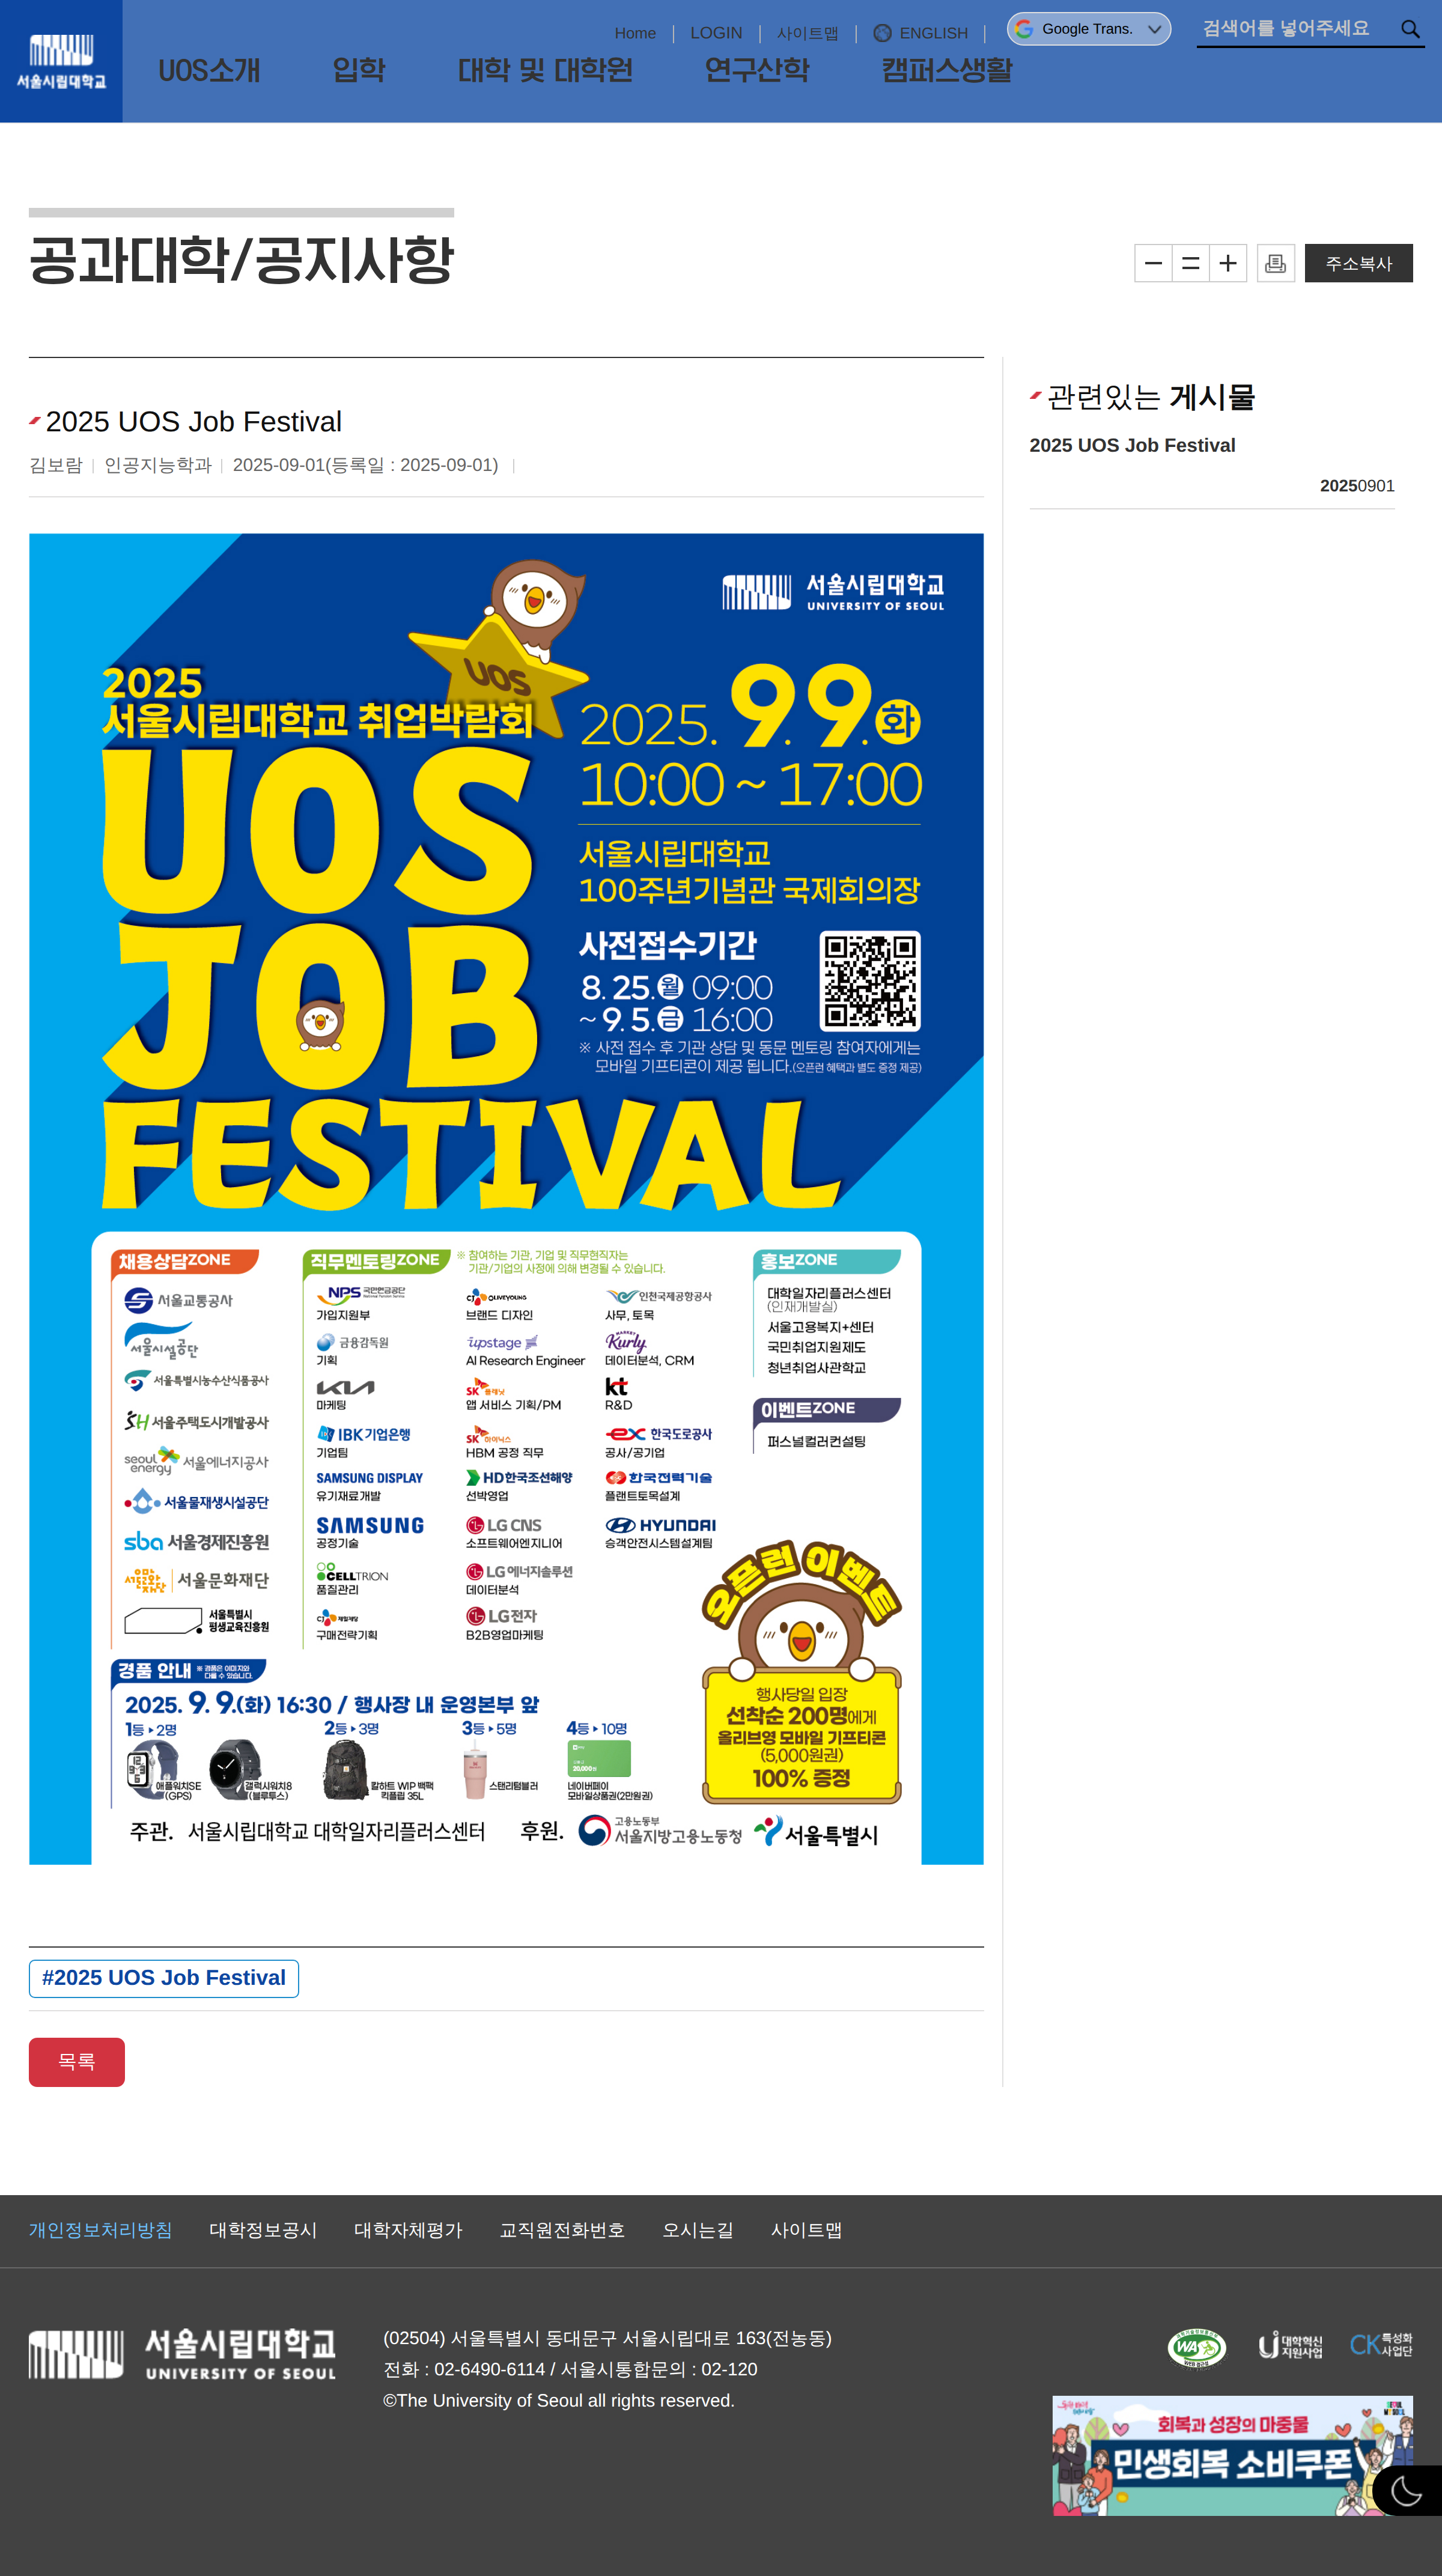 서울시립대학교
Home
LOGIN
사이트맵
ENGLISH
Google Trans.
검색어를 넣어주세요
UOS소개
입학
대학 및 대학원
연구산학
캠퍼스생활
공과대학/공지사항
주소복사
2025 UOS Job Festival
김보람
인공지능학과
2025-09-01(등록일 : 2025-09-01)
관련있는 게시물
2025 UOS Job Festival
20250901
서울시립대학교
UNIVERSITY OF SEOUL
UOS
2025
서울시립대학교 취업박람회
UOS
JOB
FESTIVAL
2025. 9. 9. 화
10:00 ~ 17:00
서울시립대학교
100주년기념관 국제회의장
사전접수기간
8. 25. 월 09:00
~ 9. 5. 금 16:00
※ 사전 접수 후 기관 상담 및 동문 멘토링 참여자에게는
모바일 기프티콘이 제공 됩니다.(오픈런 혜택과 별도 증정 제공)
채용상담ZONE
서울교통공사
서울시설공단
서울특별시농수산식품공사
SH 서울주택도시개발공사
seoul energy 서울에너지공사
서울물재생시설공단
sba 서울경제진흥원
서울문화재단
서울특별시
평생교육진흥원
직무멘토링ZONE
※ 참여하는 기관, 기업 및 직무현직자는
기관/기업의 사정에 의해 변경될 수 있습니다.
NPS 국민연금공단
가입지원부
금융감독원
기획
KIA
마케팅
IBK기업은행
기업팀
SAMSUNG DISPLAY
유기재료개발
SAMSUNG
공정기술
CELLTRION
품질관리
CJ 제일제당
구매전략기획
CJ OLIVEYOUNG
브랜드 디자인
upstage
AI Research Engineer
SK 플래닛
앱 서비스 기획/PM
SK 하이닉스
HBM 공정 직무
HD한국조선해양
선박영업
LG CNS
소프트웨어엔지니어
LG에너지솔루션
데이터분석
LG전자
B2B영업마케팅
인천국제공항공사
사무, 토목
MARKET Kurly
데이터분석, CRM
kt
R&D
ex 한국도로공사
공사/공기업
한국전력기술
플랜트토목설계
HYUNDAI
승객안전시스템설계팀
홍보ZONE
대학일자리플러스센터
(인재개발실)
서울고용복지+센터
국민취업지원제도
청년취업사관학교
이벤트ZONE
퍼스널컬러컨설팅
오픈런 이벤트
행사당일 입장
선착순 200명에게
올리브영 모바일 기프티콘
(5,000원권)
100% 증정
경품 안내
※ 경품은 이미지와
다를 수 있습니다.
2025. 9. 9.(화) 16:30 / 행사장 내 운영본부 앞
1등 ▸ 2명
2등 ▸ 3명
3등 ▸ 5명
4등 ▸ 10명
애플워치SE
(GPS)
갤럭시워치8
(블루투스)
칼하트 WIP 백팩
킥플립 35L
스탠리텀블러
20,000원
네이버페이
모바일상품권(2만원권)
주관. 서울시립대학교 대학일자리플러스센터
후원.
고용노동부
서울지방고용노동청
서울특별시
#2025 UOS Job Festival
목록
개인정보처리방침
대학정보공시
대학자체평가
교직원전화번호
오시는길
사이트맵
서울시립대학교
UNIVERSITY OF SEOUL
(02504) 서울특별시 동대문구 서울시립대로 163(전농동)
전화 : 02-6490-6114 / 서울시통합문의 : 02-120
©The University of Seoul all rights reserved.
WA
WEB 접근성
대학혁신
지원사업
CK 특성화
사업단
SEOUL
MY SOUL
회복과 성장의 마중물
민생회복 소비쿠폰